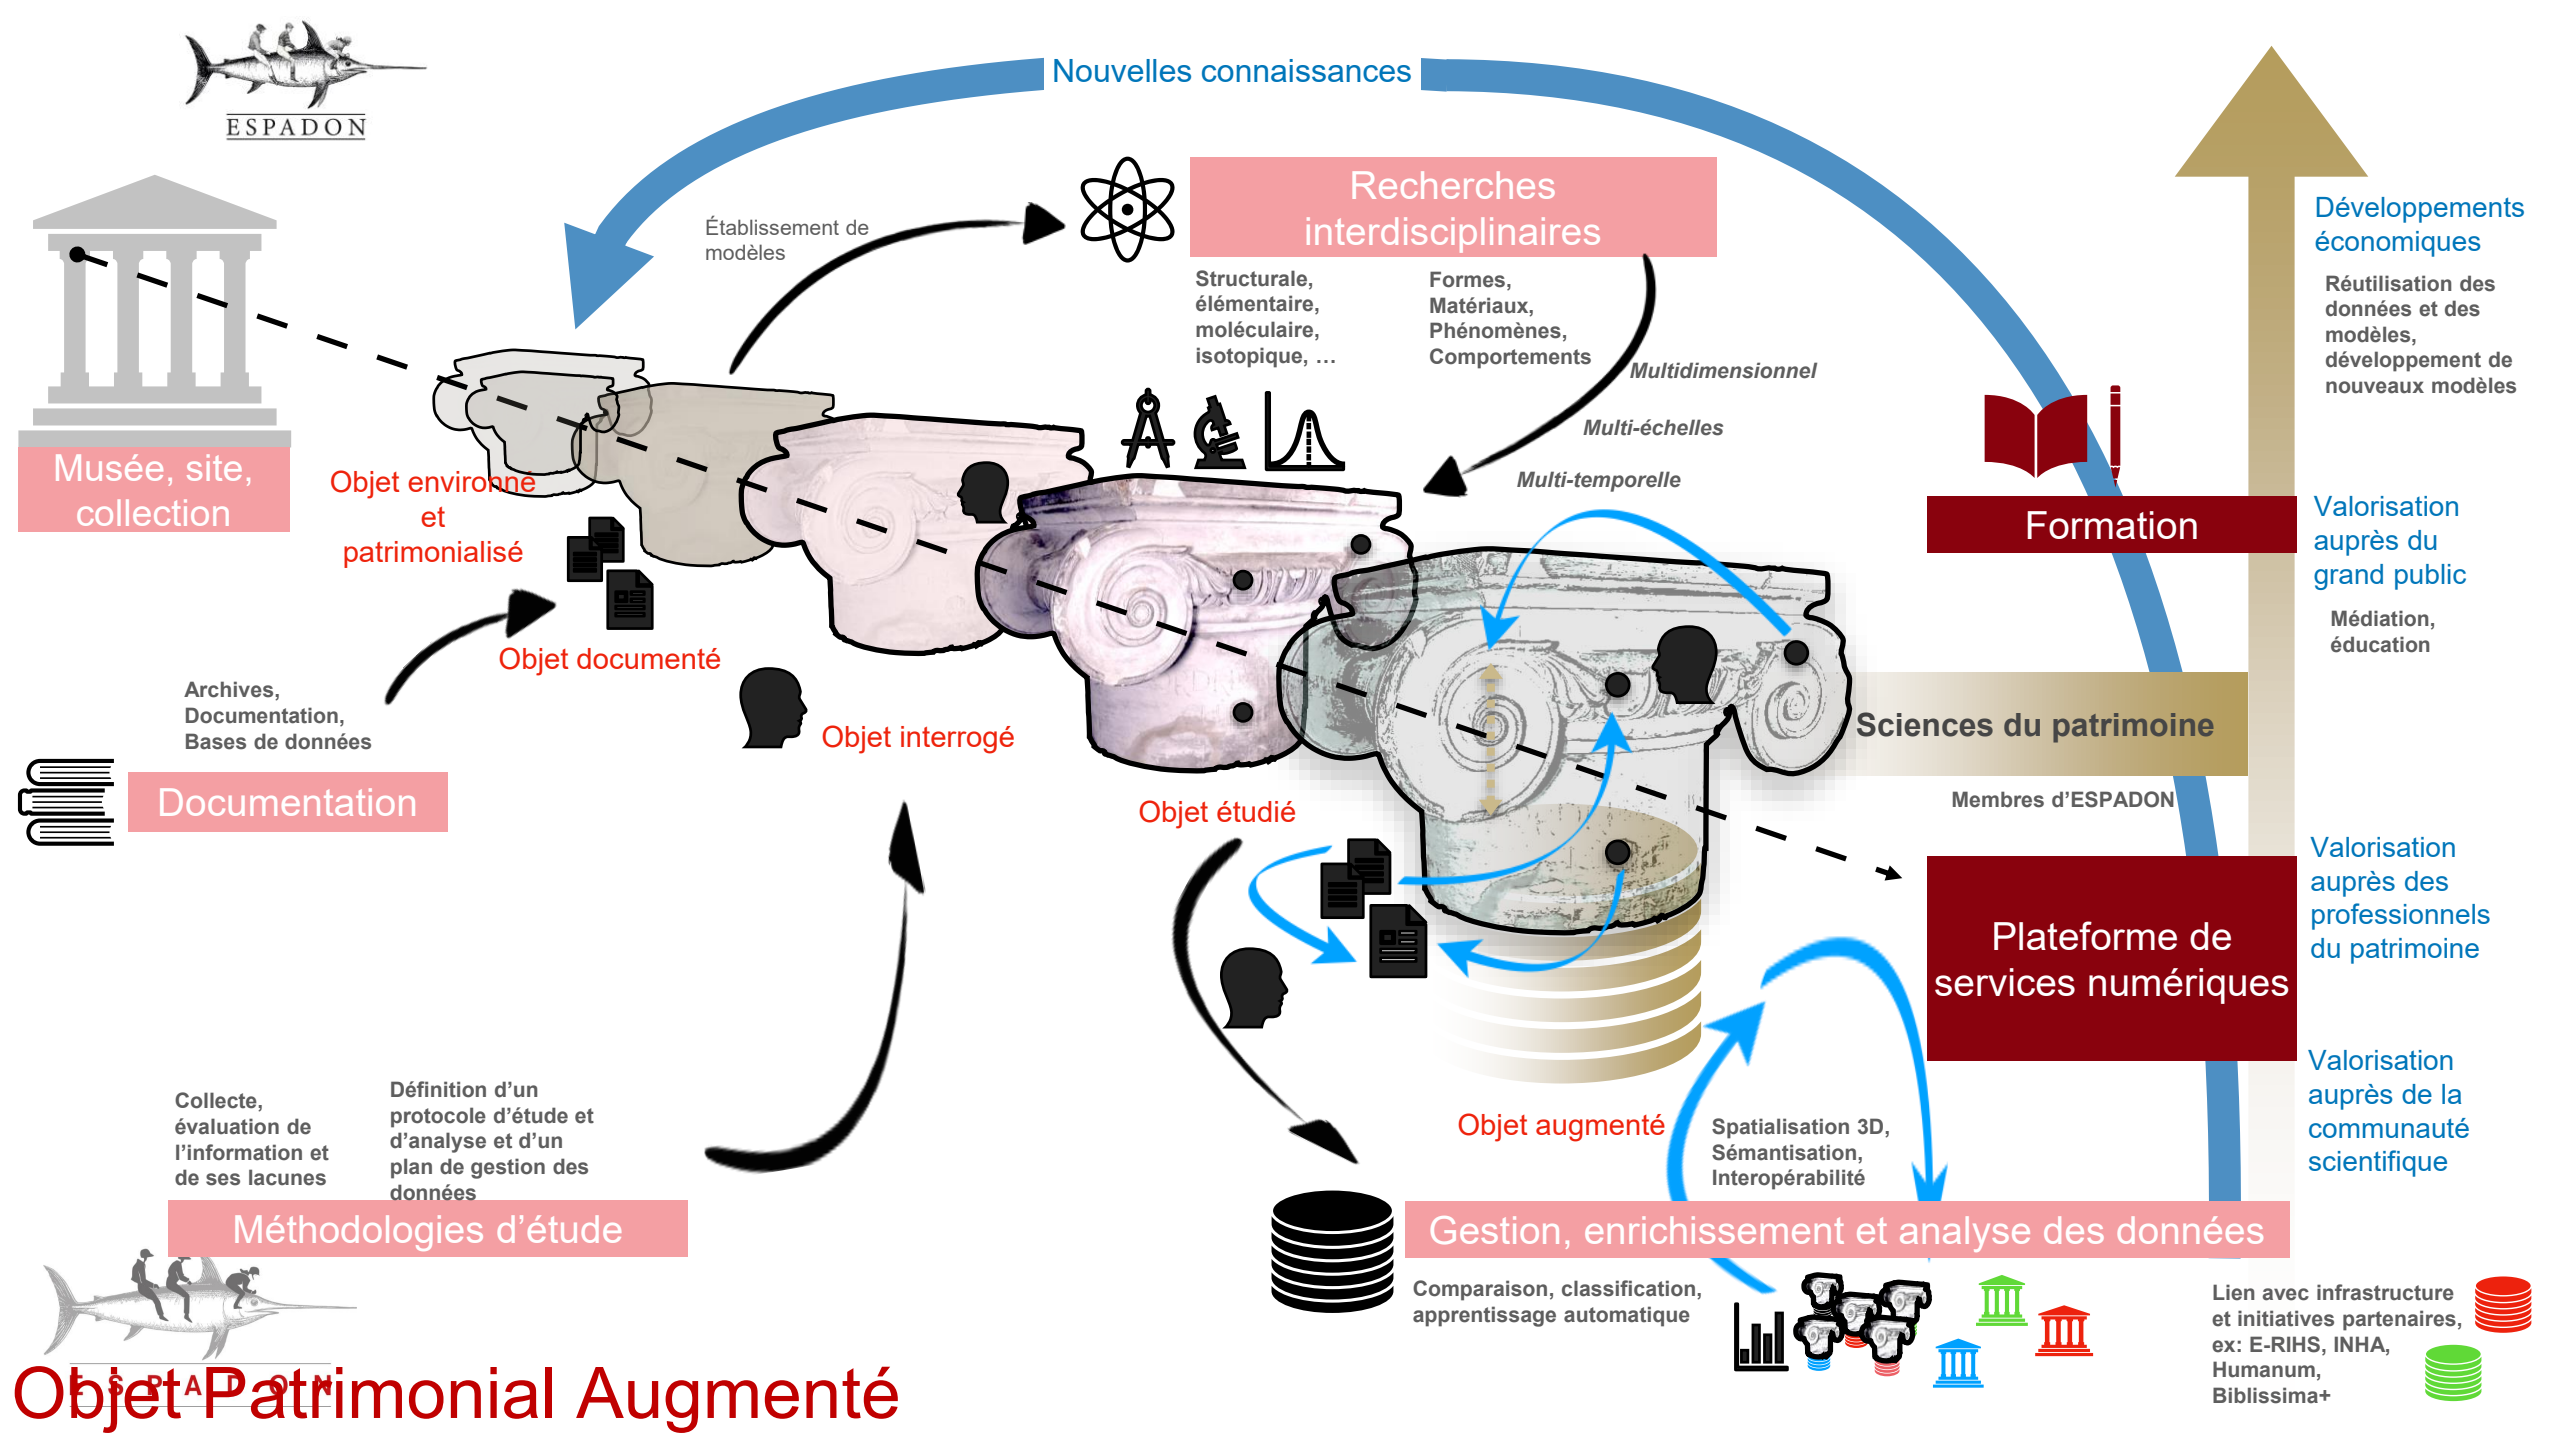 ESPADON
Nouvelles connaissances
Établissement de
modèles
Recherches
interdisciplinaires
Structurale,
élémentaire,
moléculaire,
isotopique, …
Formes,
Matériaux,
Phénomènes,
Comportements
Multidimensionnel
Multi-échelles
Multi-temporelle
Développements
économiques
Réutilisation des
données et des
modèles,
développement de
nouveaux modèles
Musée, site,
collection
Objet environné
et
patrimonialisé
Formation
Valorisation
auprès du
grand public
Médiation,
éducation
Objet documenté
Archives,
Documentation,
Bases de données
Documentation
Objet interrogé
Objet étudié
Sciences du patrimoine
Membres d’ESPADON
Valorisation
auprès des
professionnels
du patrimoine
Plateforme de
services numériques
Valorisation
auprès de la
communauté
scientifique
Collecte,
évaluation de
l’information et
de ses lacunes
Définition d’un
protocole d’étude et
d’analyse et d’un
plan de gestion des
données
Méthodologies d’étude
Objet augmenté
Spatialisation 3D,
Sémantisation,
Interopérabilité
Gestion, enrichissement et analyse des données
Comparaison, classification,
apprentissage automatique
Lien avec infrastructure
et initiatives partenaires,
ex: E-RIHS, INHA,
Humanum,
Biblissima+
ESPADON
Objet Patrimonial Augmenté